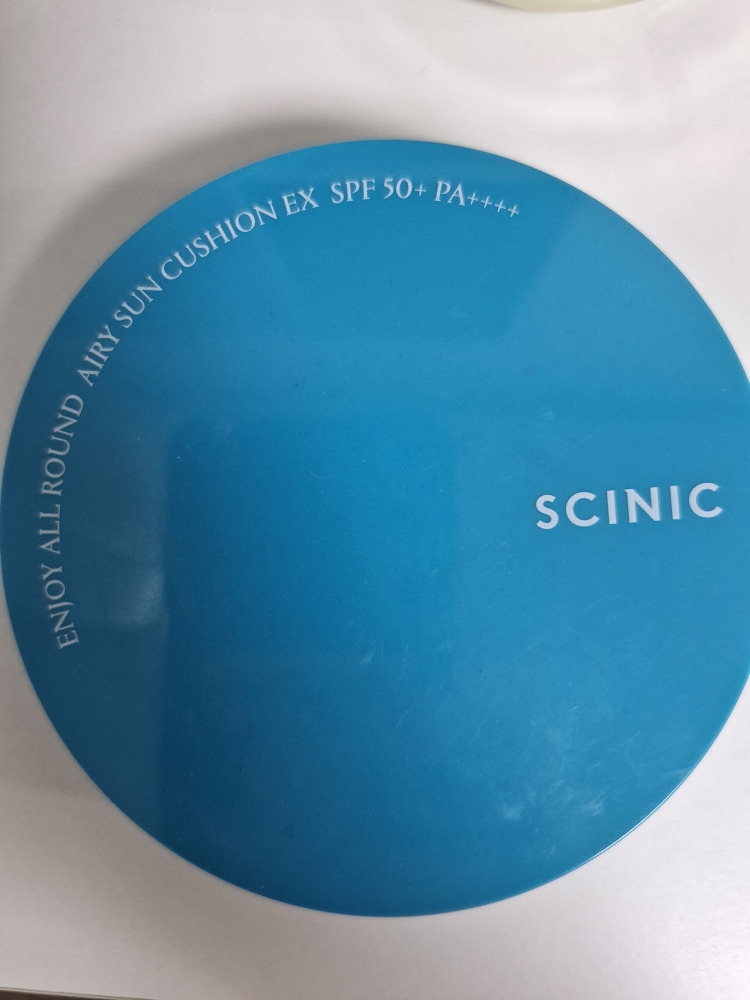 ENJOY ALL ROUND AIRY SUN CUSHION EX SPF 50+ PA++++
SCINIC